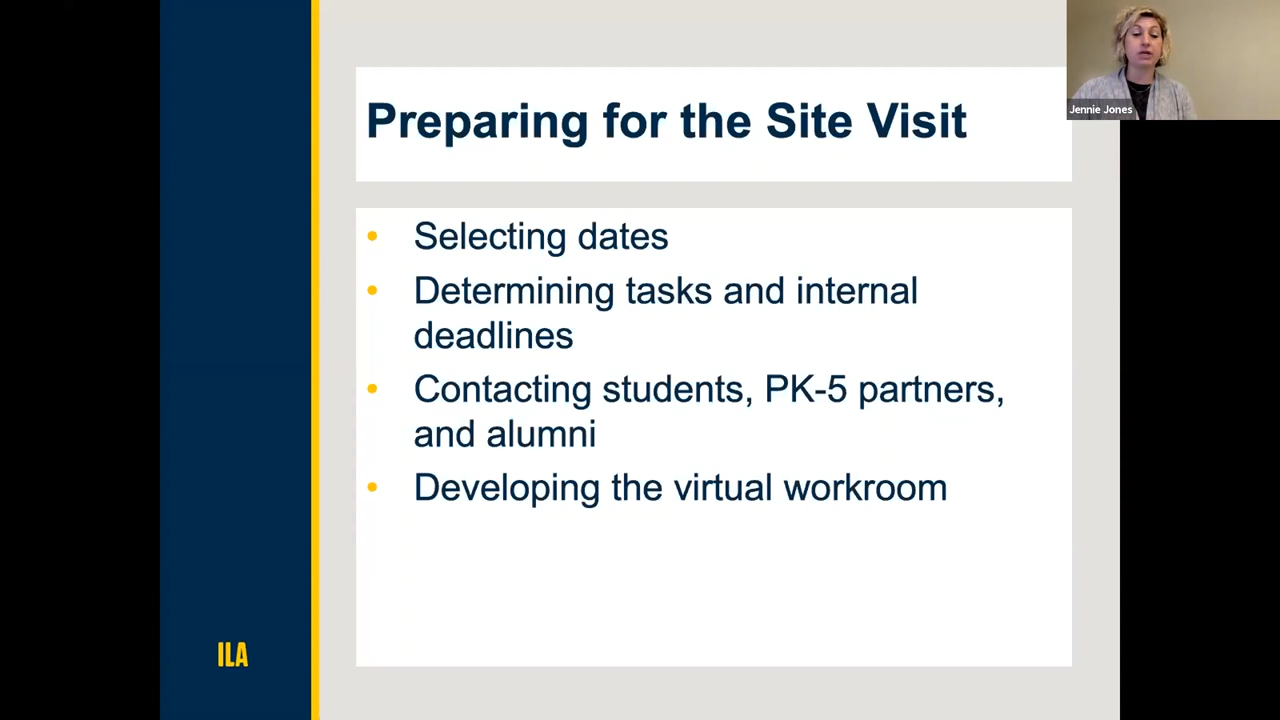 Preparing for the Site Visit
Jennie Jones
• Selecting dates
• Determining tasks and internal
deadlines
• Contacting students, PK-5 partners,
and alumni
• Developing the virtual workroom
ILA